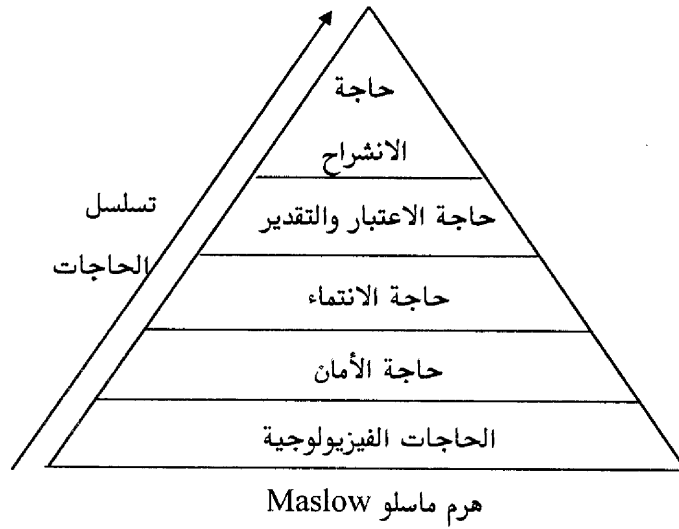 حاجة
الانشراح
تسلسل
حاجة الاعتبار والتقدير
الحاجات
حاجة الانتماء
حاجة الأمان
الحاجات الفيزيولوجية
هرم ماسلو Maslow